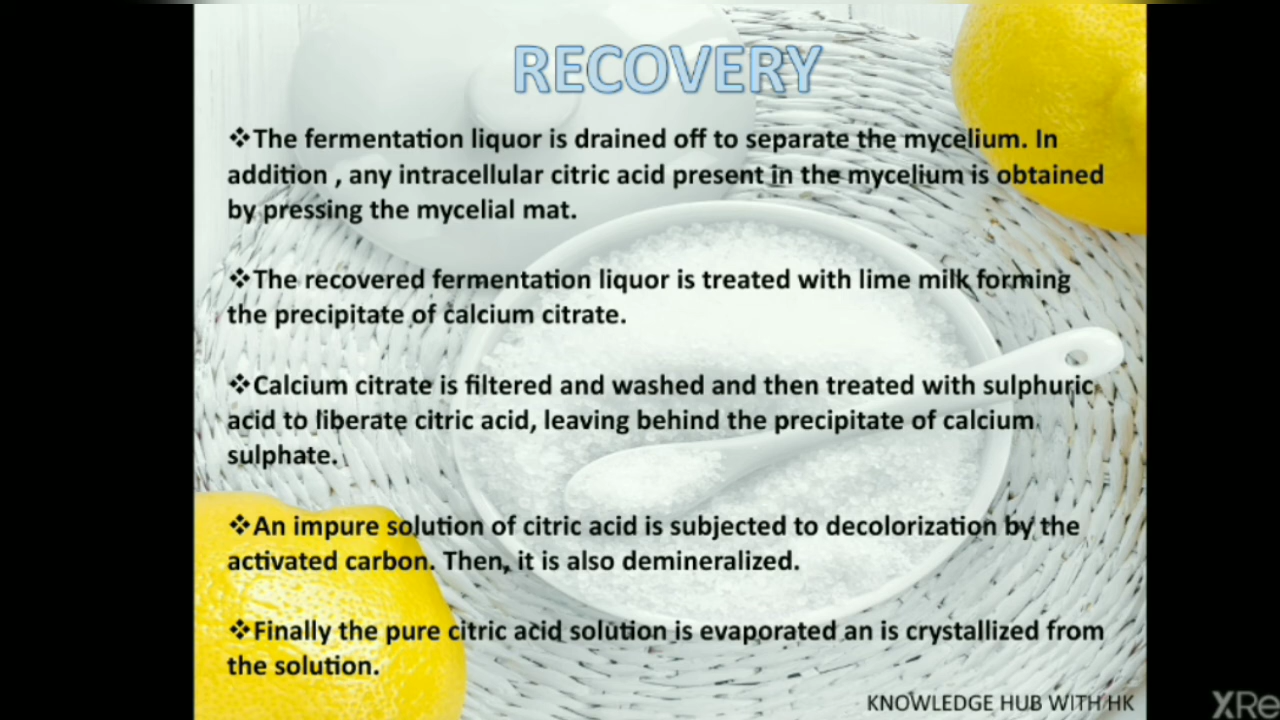 RECOVERY
❖The fermentation liquor is drained off to separate the mycelium. In
addition , any intracellular citric acid present in the mycelium is obtained
by pressing the mycelial mat.
❖The recovered fermentation liquor is treated with lime milk forming
the precipitate of calcium citrate.
❖Calcium citrate is filtered and washed and then treated with sulphuric
acid to liberate citric acid, leaving behind the precipitate of calcium
sulphate.
❖An impure solution of citric acid is subjected to decolorization by the
activated carbon. Then, it is also demineralized.
❖Finally the pure citric acid solution is evaporated an is crystallized from
the solution.
KNOWLEDGE HUB WITH HK